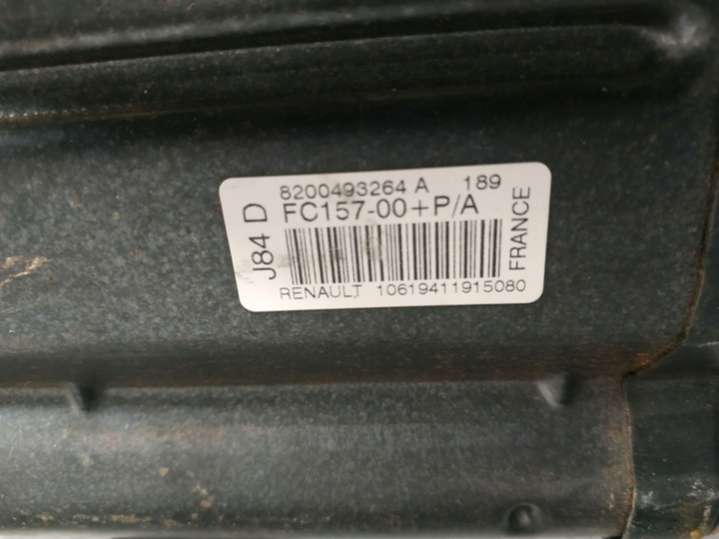 8200493264 A 189
FC157-00+P/A
J84 D
FRANCE
RENAULT 10619411915080